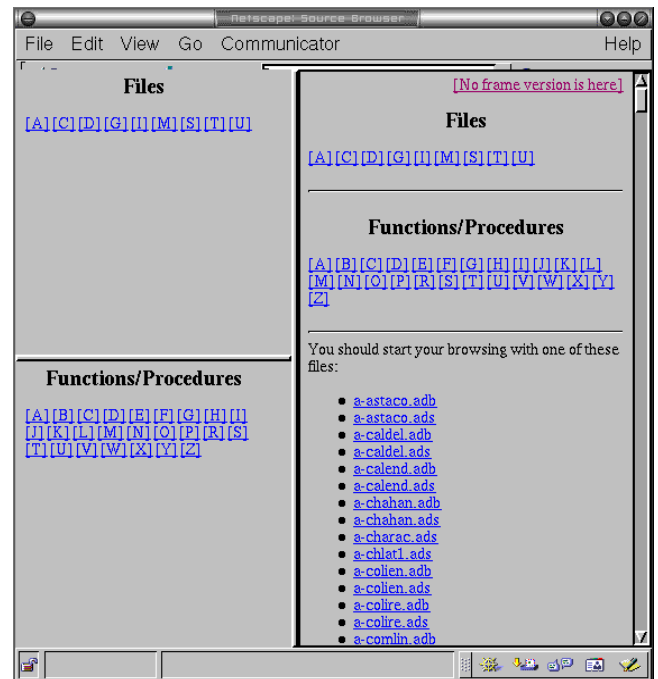 Netscape: Source Browser
File Edit View Go Communicator Help
Files
[A][C][D][G][I][M][S][T][U]
Functions/Procedures
[A][B][C][D][E][F][G][H][I]
[J][K][L][M][N][O][P][R][S]
[T][U][V][W][X][Y][Z]
[No frame version is here]
Files
[A][C][D][G][I][M][S][T][U]
Functions/Procedures
[A][B][C][D][E][F][G][H][I][J][K][L]
[M][N][O][P][R][S][T][U][V][W][X][Y]
[Z]
You should start your browsing with one of these
files:
a-astaco.adb
a-astaco.ads
a-caldel.adb
a-caldel.ads
a-calend.adb
a-calend.ads
a-chahan.adb
a-chahan.ads
a-charac.ads
a-chlat1.ads
a-colien.adb
a-colien.ads
a-colire.adb
a-colire.ads
a-comlin.adb